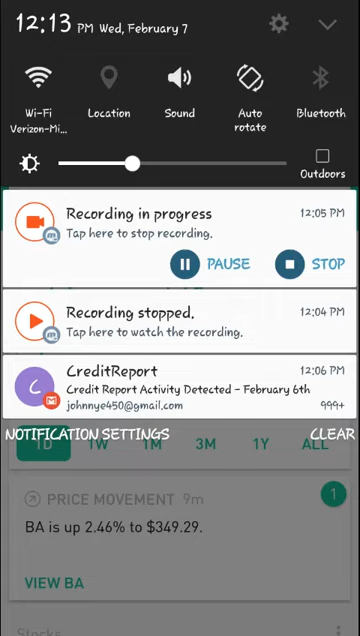 12:13 PM Wed, February 7
Wi-Fi
Verizon-Mi...
Location
Sound
Auto
rotate
Bluetooth
Outdoors
Recording in progress 12:05 PM
Tap here to stop recording.
PAUSE STOP
Recording stopped. 12:04 PM
Tap here to watch the recording.
C
CreditReport 12:06 PM
Credit Report Activity Detected - February 6th
johnnye450@gmail.com 999+
NOTIFICATION SETTINGS CLEAR
1D 1W 1M 3M 1Y ALL
PRICE MOVEMENT 9m 1
BA is up 2.46% to $349.29.
VIEW BA
Stocks